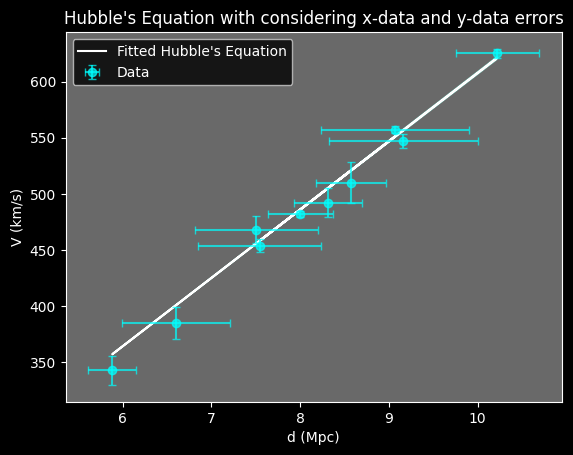 Hubble's Equation with considering x-data and y-data errors
Fitted Hubble's Equation
Data
V (km/s)
600
550
500
450
400
350
6
7
8
9
10
d (Mpc)